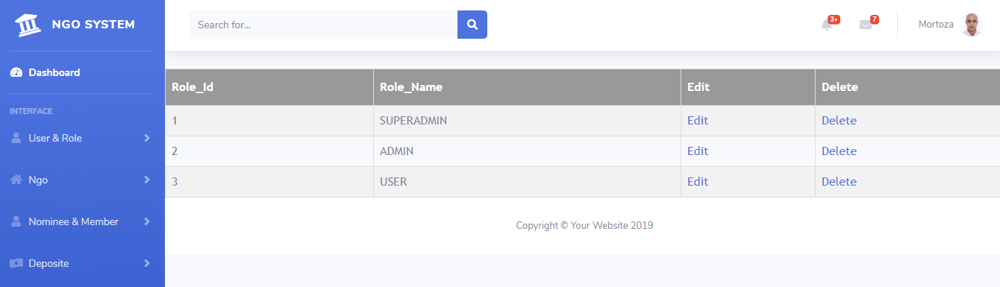 NGO SYSTEM
Search for...
3+
7
Mortoza
Dashboard
INTERFACE
User & Role
Ngo
Nominee & Member
Deposite
Role_Id Role_Name Edit Delete
1 SUPERADMIN Edit Delete
2 ADMIN Edit Delete
3 USER Edit Delete
Copyright © Your Website 2019